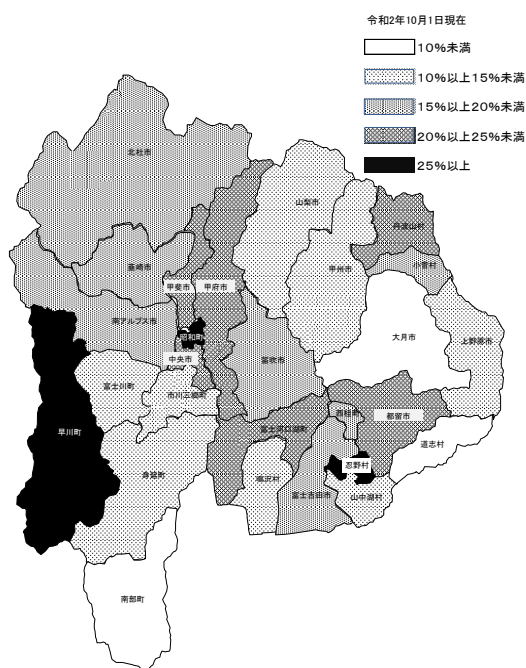 令和2年10月1日現在
10%未満
10%以上15%未満
15%以上20%未満
20%以上25%未満
25%以上
北杜市
山梨市
丹波山村
韮崎市
甲斐市
甲府市
甲州市
小菅村
南アルプス市
昭和町
大月市
上野原市
中央市
笛吹市
富士川町
市川三郷町
西桂町
都留市
富士河口湖町
早川町
道志村
忍野村
身延町
鳴沢村
富士吉田市
山中湖村
南部町